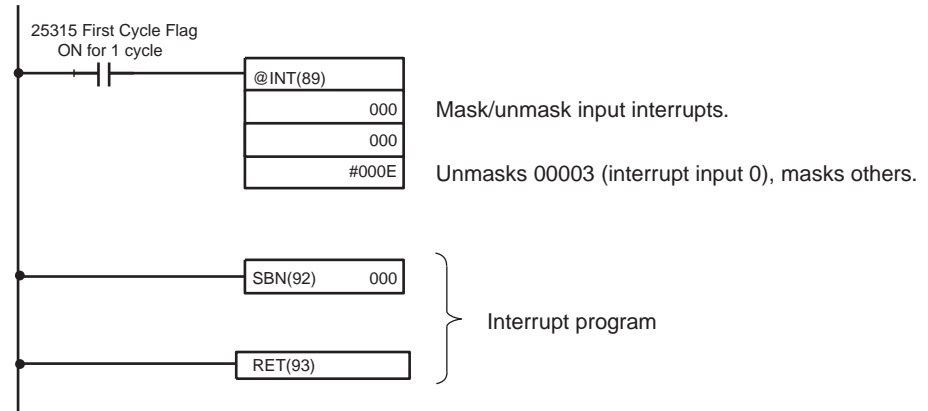 25315 First Cycle Flag
ON for 1 cycle
@INT(89)
000
Mask/unmask input interrupts.
000
#000E
Unmasks 00003 (interrupt input 0), masks others.
SBN(92) 000
Interrupt program
RET(93)